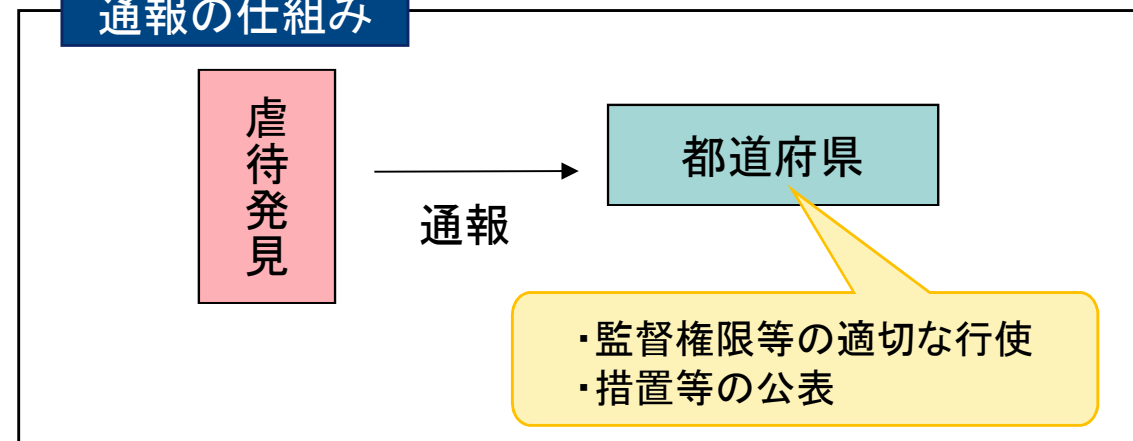 通報の仕組み
虐待発見
通報
都道府県
・監督権限等の適切な行使
・措置等の公表